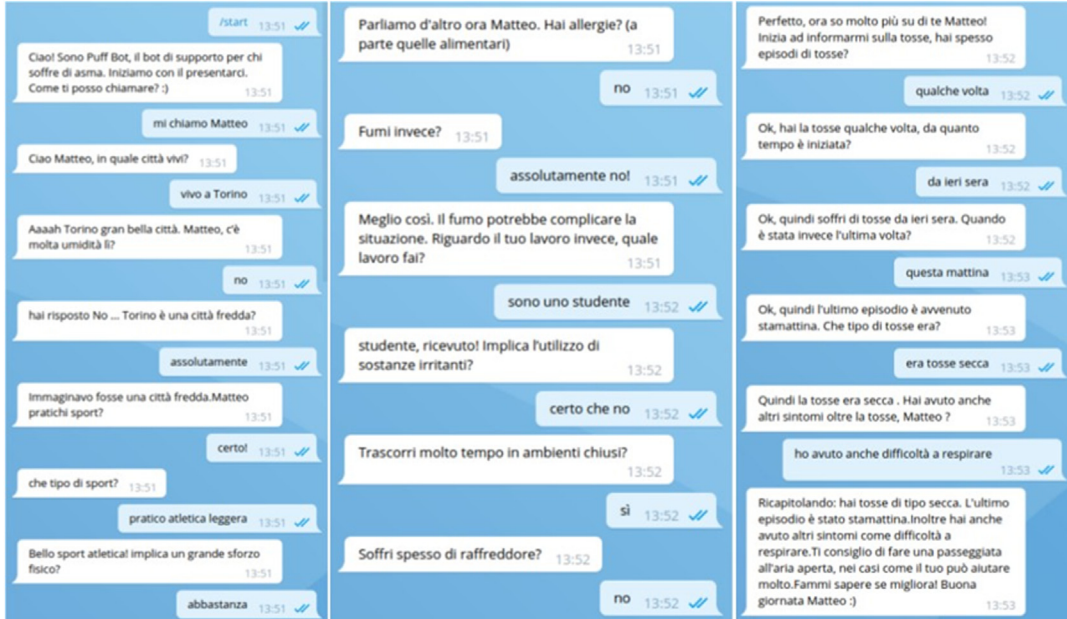 /start 13:51
Ciao! Sono Puff Bot, il bot di supporto per chi
soffre di asma. Iniziamo con il presentarci.
Come ti posso chiamare? :) 13:51
mi chiamo Matteo 13:51
Ciao Matteo, in quale città vivi? 13:51
vivo a Torino 13:51
Aaaah Torino gran bella città. Matteo, c'è
molta umidità lì? 13:51
no 13:51
hai risposto No ... Torino è una città fredda?
13:51
assolutamente 13:51
Immaginavo fosse una città fredda.Matteo
pratichi sport? 13:51
certo! 13:51
che tipo di sport? 13:51
pratico atletica leggera 13:51
Bello sport atletica! implica un grande sforzo
fisico? 13:51
abbastanza 13:51
Parliamo d'altro ora Matteo. Hai allergie? (a
parte quelle alimentari) 13:51
no 13:51
Fumi invece? 13:51
assolutamente no! 13:51
Meglio così. Il fumo potrebbe complicare la
situazione. Riguardo il tuo lavoro invece, quale
lavoro fai? 13:51
sono uno studente 13:52
studente, ricevuto! Implica l'utilizzo di
sostanze irritanti? 13:52
certo che no 13:52
Trascorri molto tempo in ambienti chiusi?
13:52
sì 13:52
Soffri spesso di raffreddore? 13:52
no 13:52
Perfetto, ora so molto più su di te Matteo!
Inizia ad informarmi sulla tosse, hai spesso
episodi di tosse? 13:52
qualche volta 13:52
Ok, hai la tosse qualche volta, da quanto
tempo è iniziata? 13:52
da ieri sera 13:52
Ok, quindi soffri di tosse da ieri sera. Quando
è stata invece l'ultima volta? 13:52
questa mattina 13:53
Ok, quindi l'ultimo episodio è avvenuto
stamattina. Che tipo di tosse era? 13:53
era tosse secca 13:53
Quindi la tosse era secca . Hai avuto anche
altri sintomi oltre la tosse, Matteo ? 13:53
ho avuto anche difficoltà a respirare
13:53
Ricapitolando: hai tosse di tipo secca. L'ultimo
episodio è stato stamattina.Inoltre hai anche
avuto altri sintomi come difficoltà a
respirare.Ti consiglio di fare una passeggiata
all'aria aperta, nei casi come il tuo può aiutare
molto.Fammi sapere se migliora! Buona
giornata Matteo :) 13:53